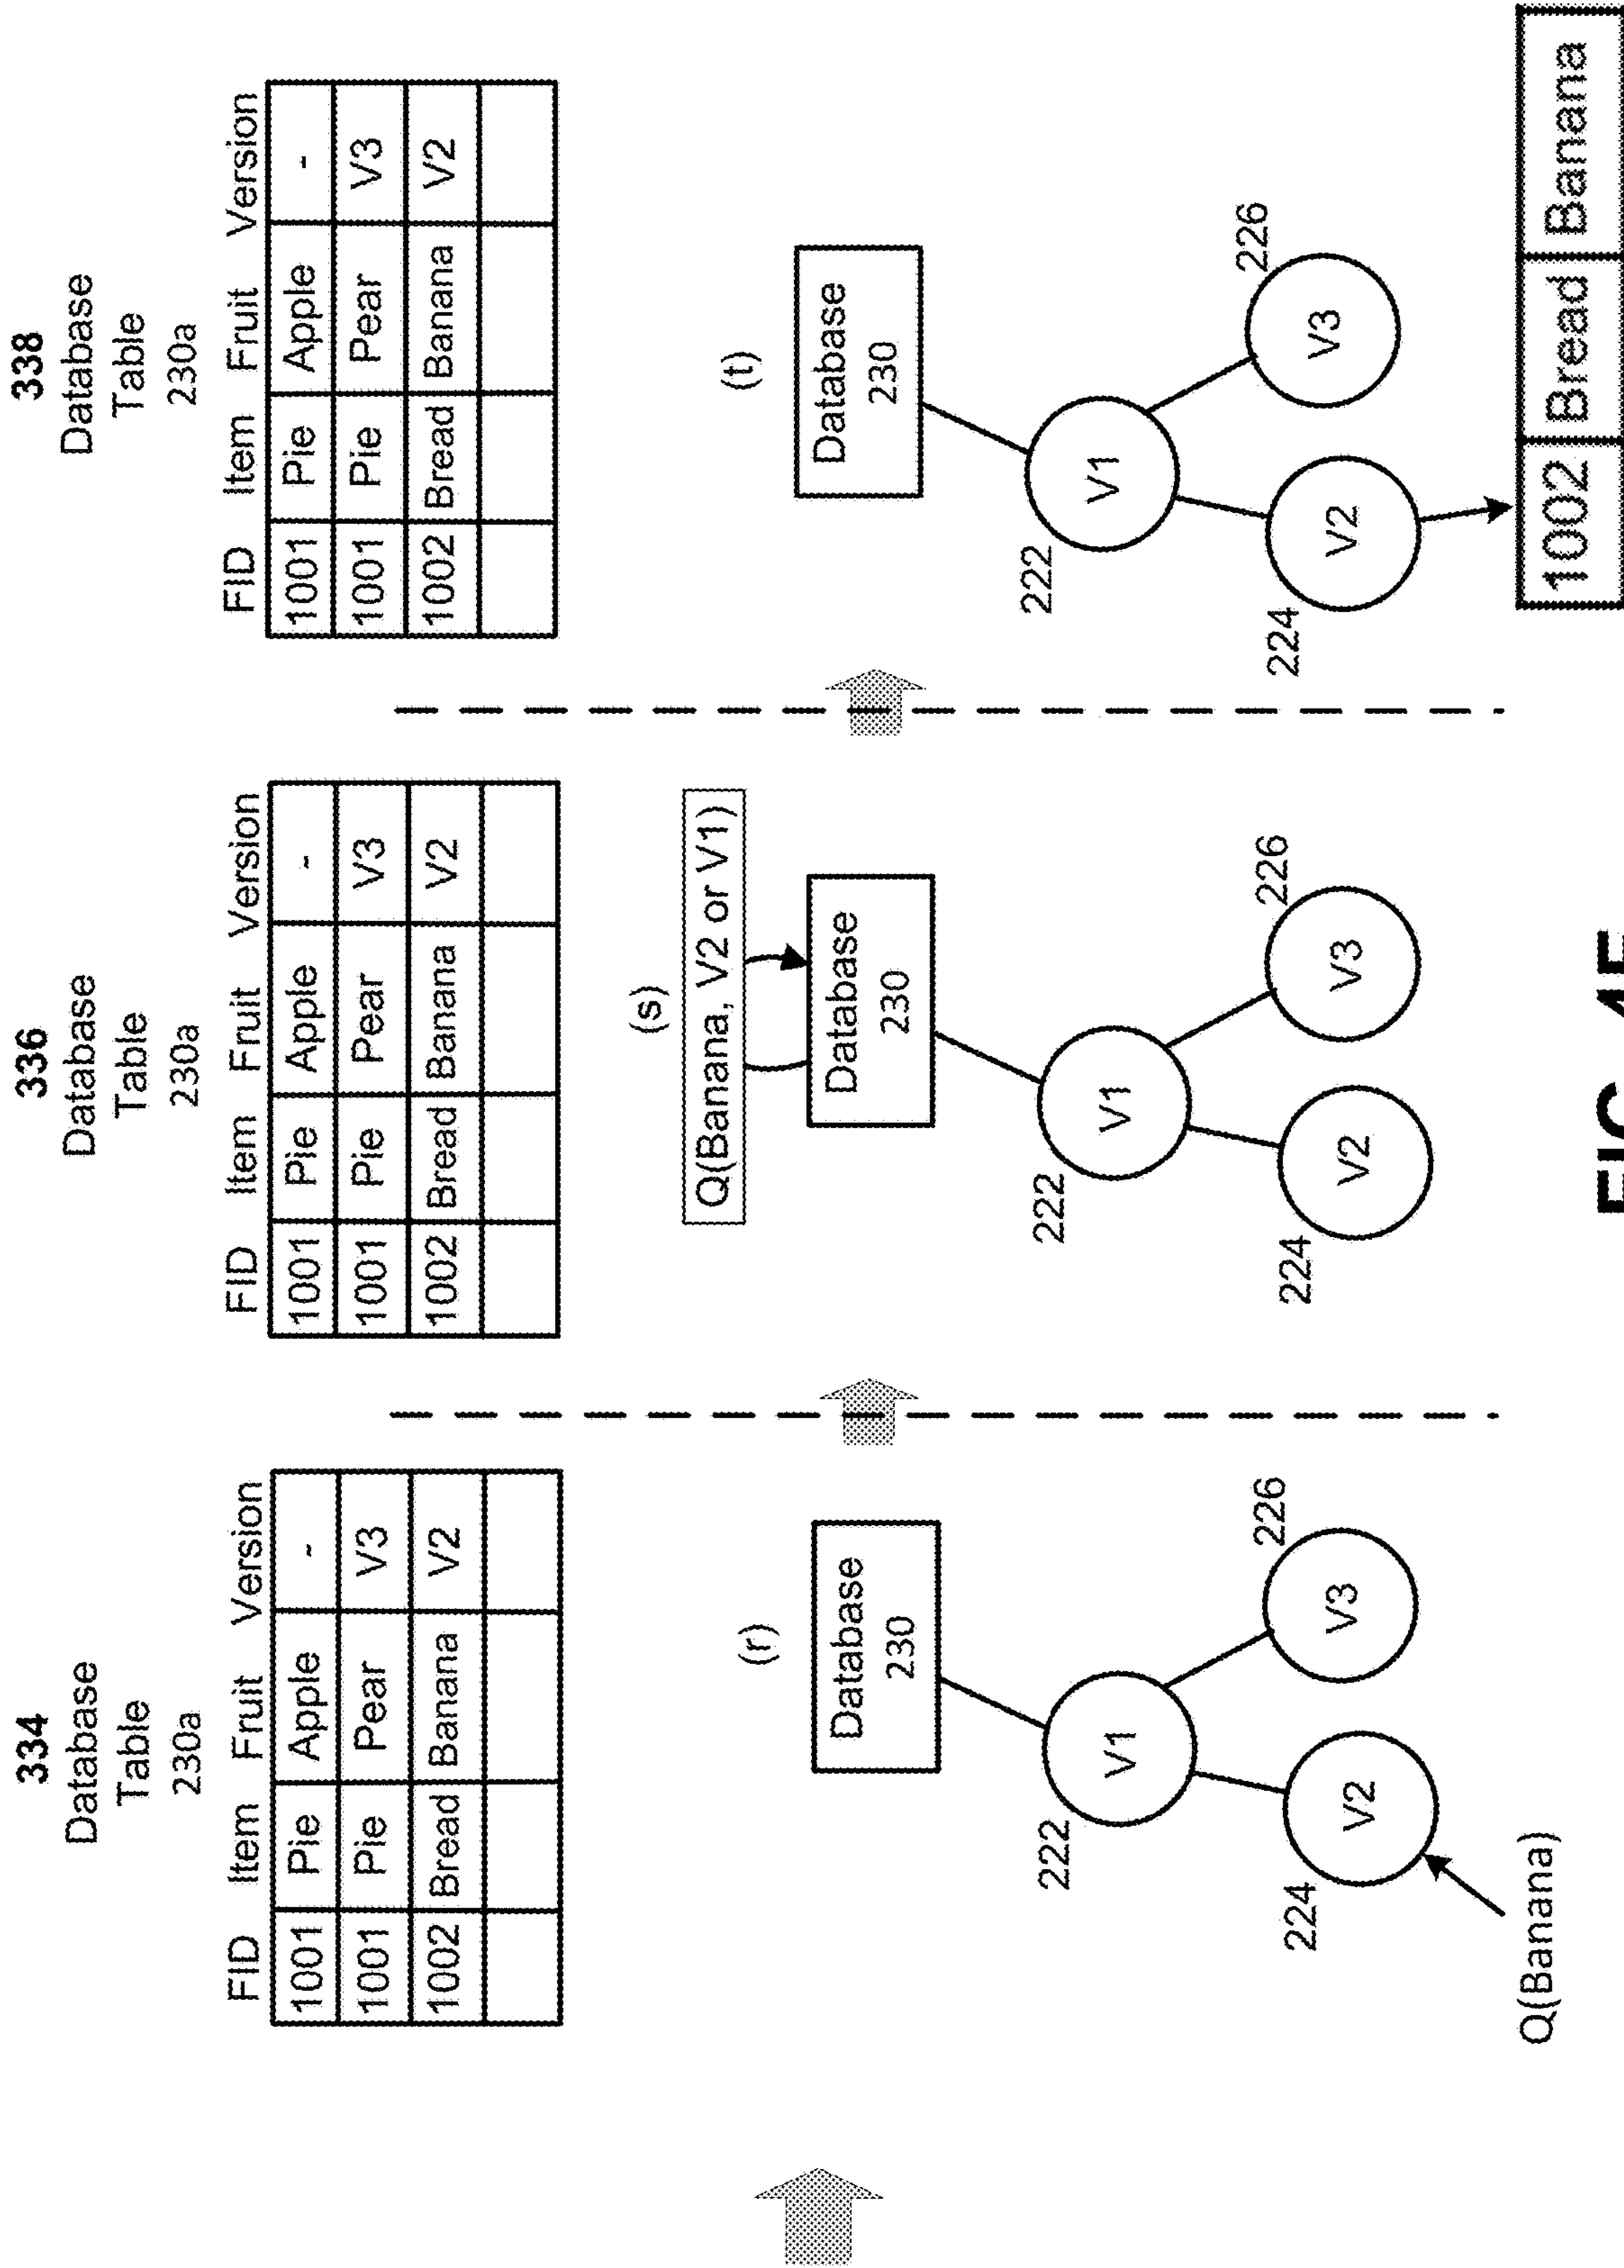 334
Database
Table
230a
FID Item Fruit Version
1001 Pie Apple -
1001 Pie Pear V3
1002 Bread Banana V2
(r)
Database
230
222
V1
224
V2
226
V3
Q(Banana)
336
Database
Table
230a
FID Item Fruit Version
1001 Pie Apple -
1001 Pie Pear V3
1002 Bread Banana V2
(s)
Q(Banana, V2 or V1)
Database
230
222
V1
224
V2
226
V3
338
Database
Table
230a
FID Item Fruit Version
1001 Pie Apple -
1001 Pie Pear V3
1002 Bread Banana V2
(t)
Database
230
222
V1
224
V2
226
V3
1002 Bread Banana
FIG